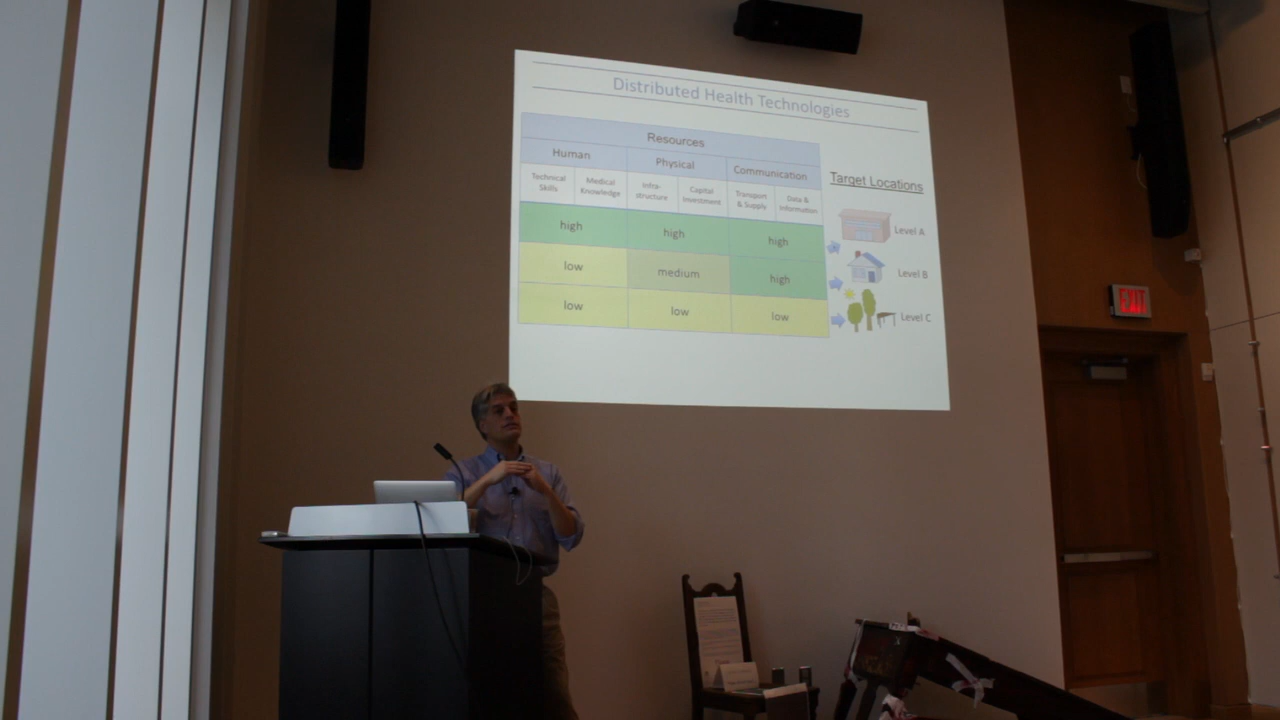 Distributed Health Technologies
Resources
Human Physical Communication
Technical Skills Medical Knowledge Infra-structure Capital Investment Transport & Supply Data & Information
Target Locations
high high high Level A
low medium high Level B
low low low Level C
EXIT